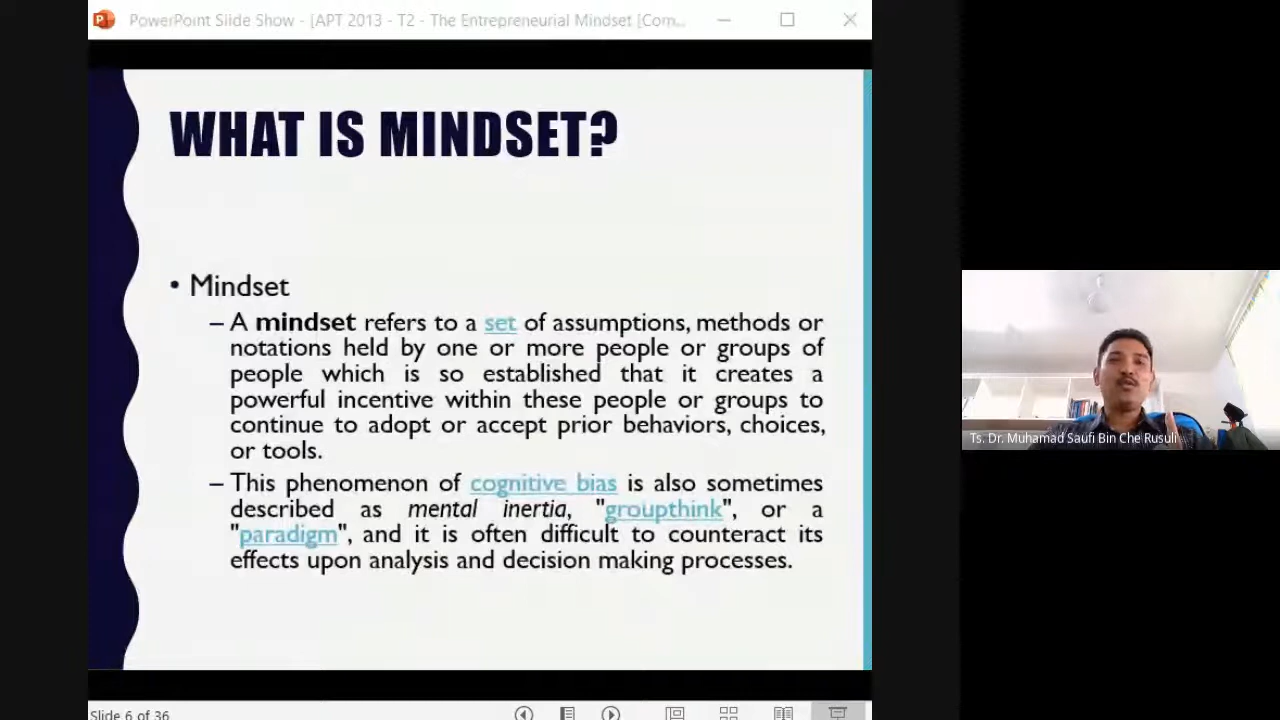 PowerPoint Slide Show - [APT 2013 - T2 - The Entrepreneurial Mindset [Com...
WHAT IS MINDSET?
• Mindset
– A mindset refers to a set of assumptions, methods or
notations held by one or more people or groups of
people which is so established that it creates a
powerful incentive within these people or groups to
continue to adopt or accept prior behaviors, choices,
or tools.
– This phenomenon of cognitive bias is also sometimes
described as mental inertia, "groupthink", or a
"paradigm", and it is often difficult to counteract its
effects upon analysis and decision making processes.
Ts. Dr. Muhamad Saufi Bin Che Rusuli
Slide 6 of 36